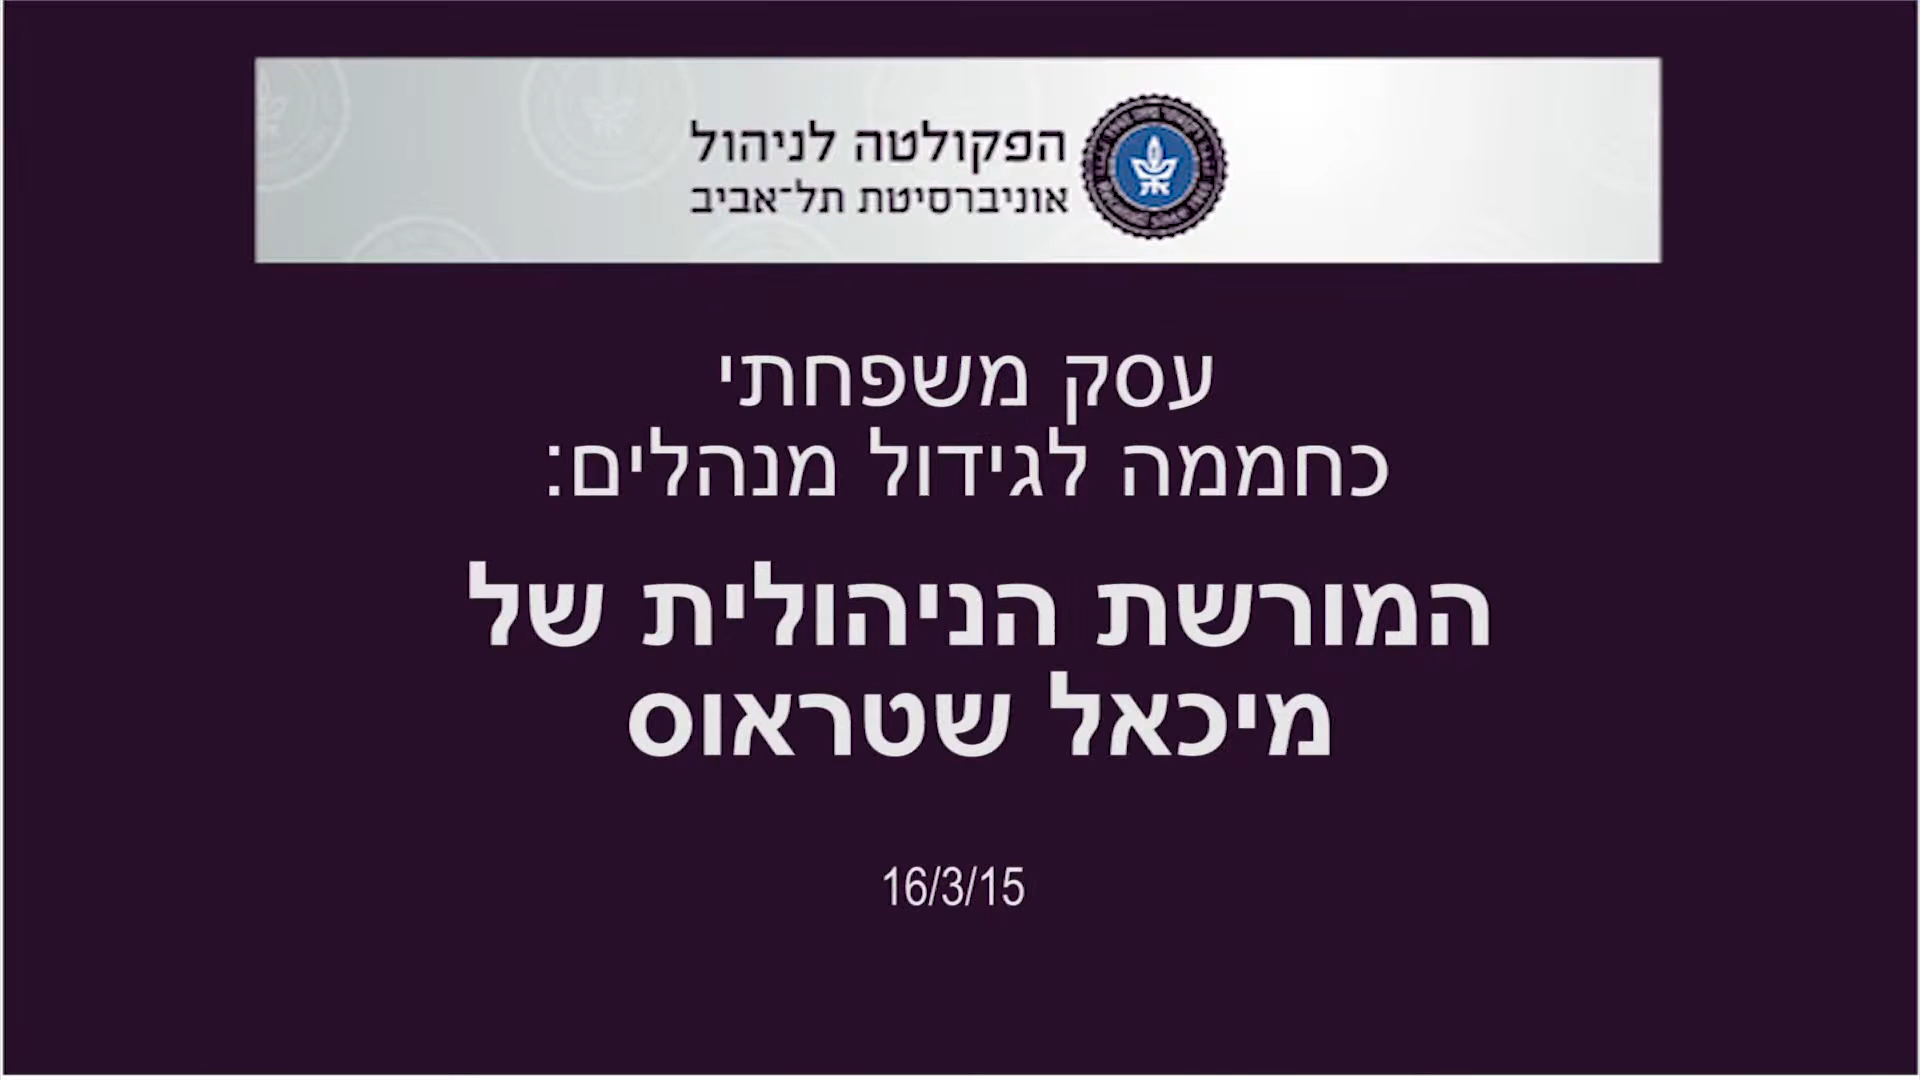 הפקולטה לניהול
אוניברסיטת תל־אביב
עסק משפחתי
כחממה לגידול מנהלים:
המורשת הניהולית של
מיכאל שטראוס
16/3/15